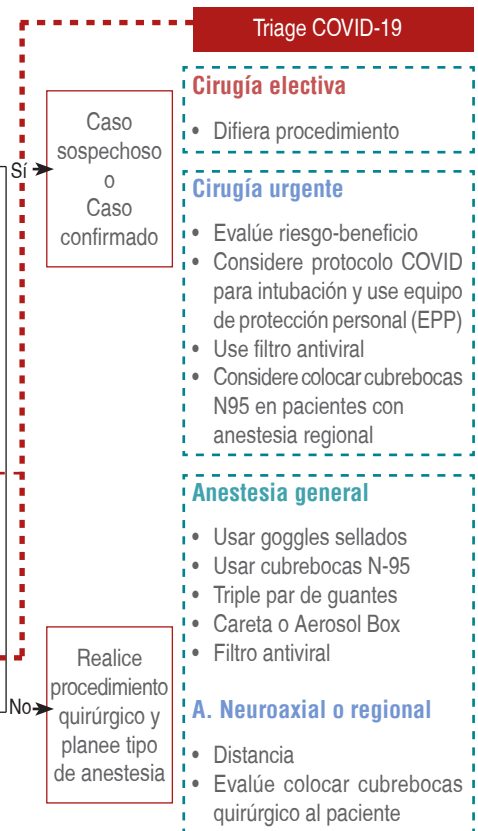 Triage COVID-19
Sí
Caso
sospechoso
o
Caso
confirmado
Cirugía electiva
• Difiera procedimiento
Cirugía urgente
• Evalúe riesgo-beneficio
• Considere protocolo COVID
para intubación y use equipo
de protección personal (EPP)
• Use filtro antiviral
• Considere colocar cubrebocas
N95 en pacientes con
anestesia regional
No
Realice
procedimiento
quirúrgico y
planee tipo
de anestesia
Anestesia general
• Usar goggles sellados
• Usar cubrebocas N-95
• Triple par de guantes
• Careta o Aerosol Box
• Filtro antiviral
A. Neuroaxial o regional
• Distancia
• Evalúe colocar cubrebocas
quirúrgico al paciente